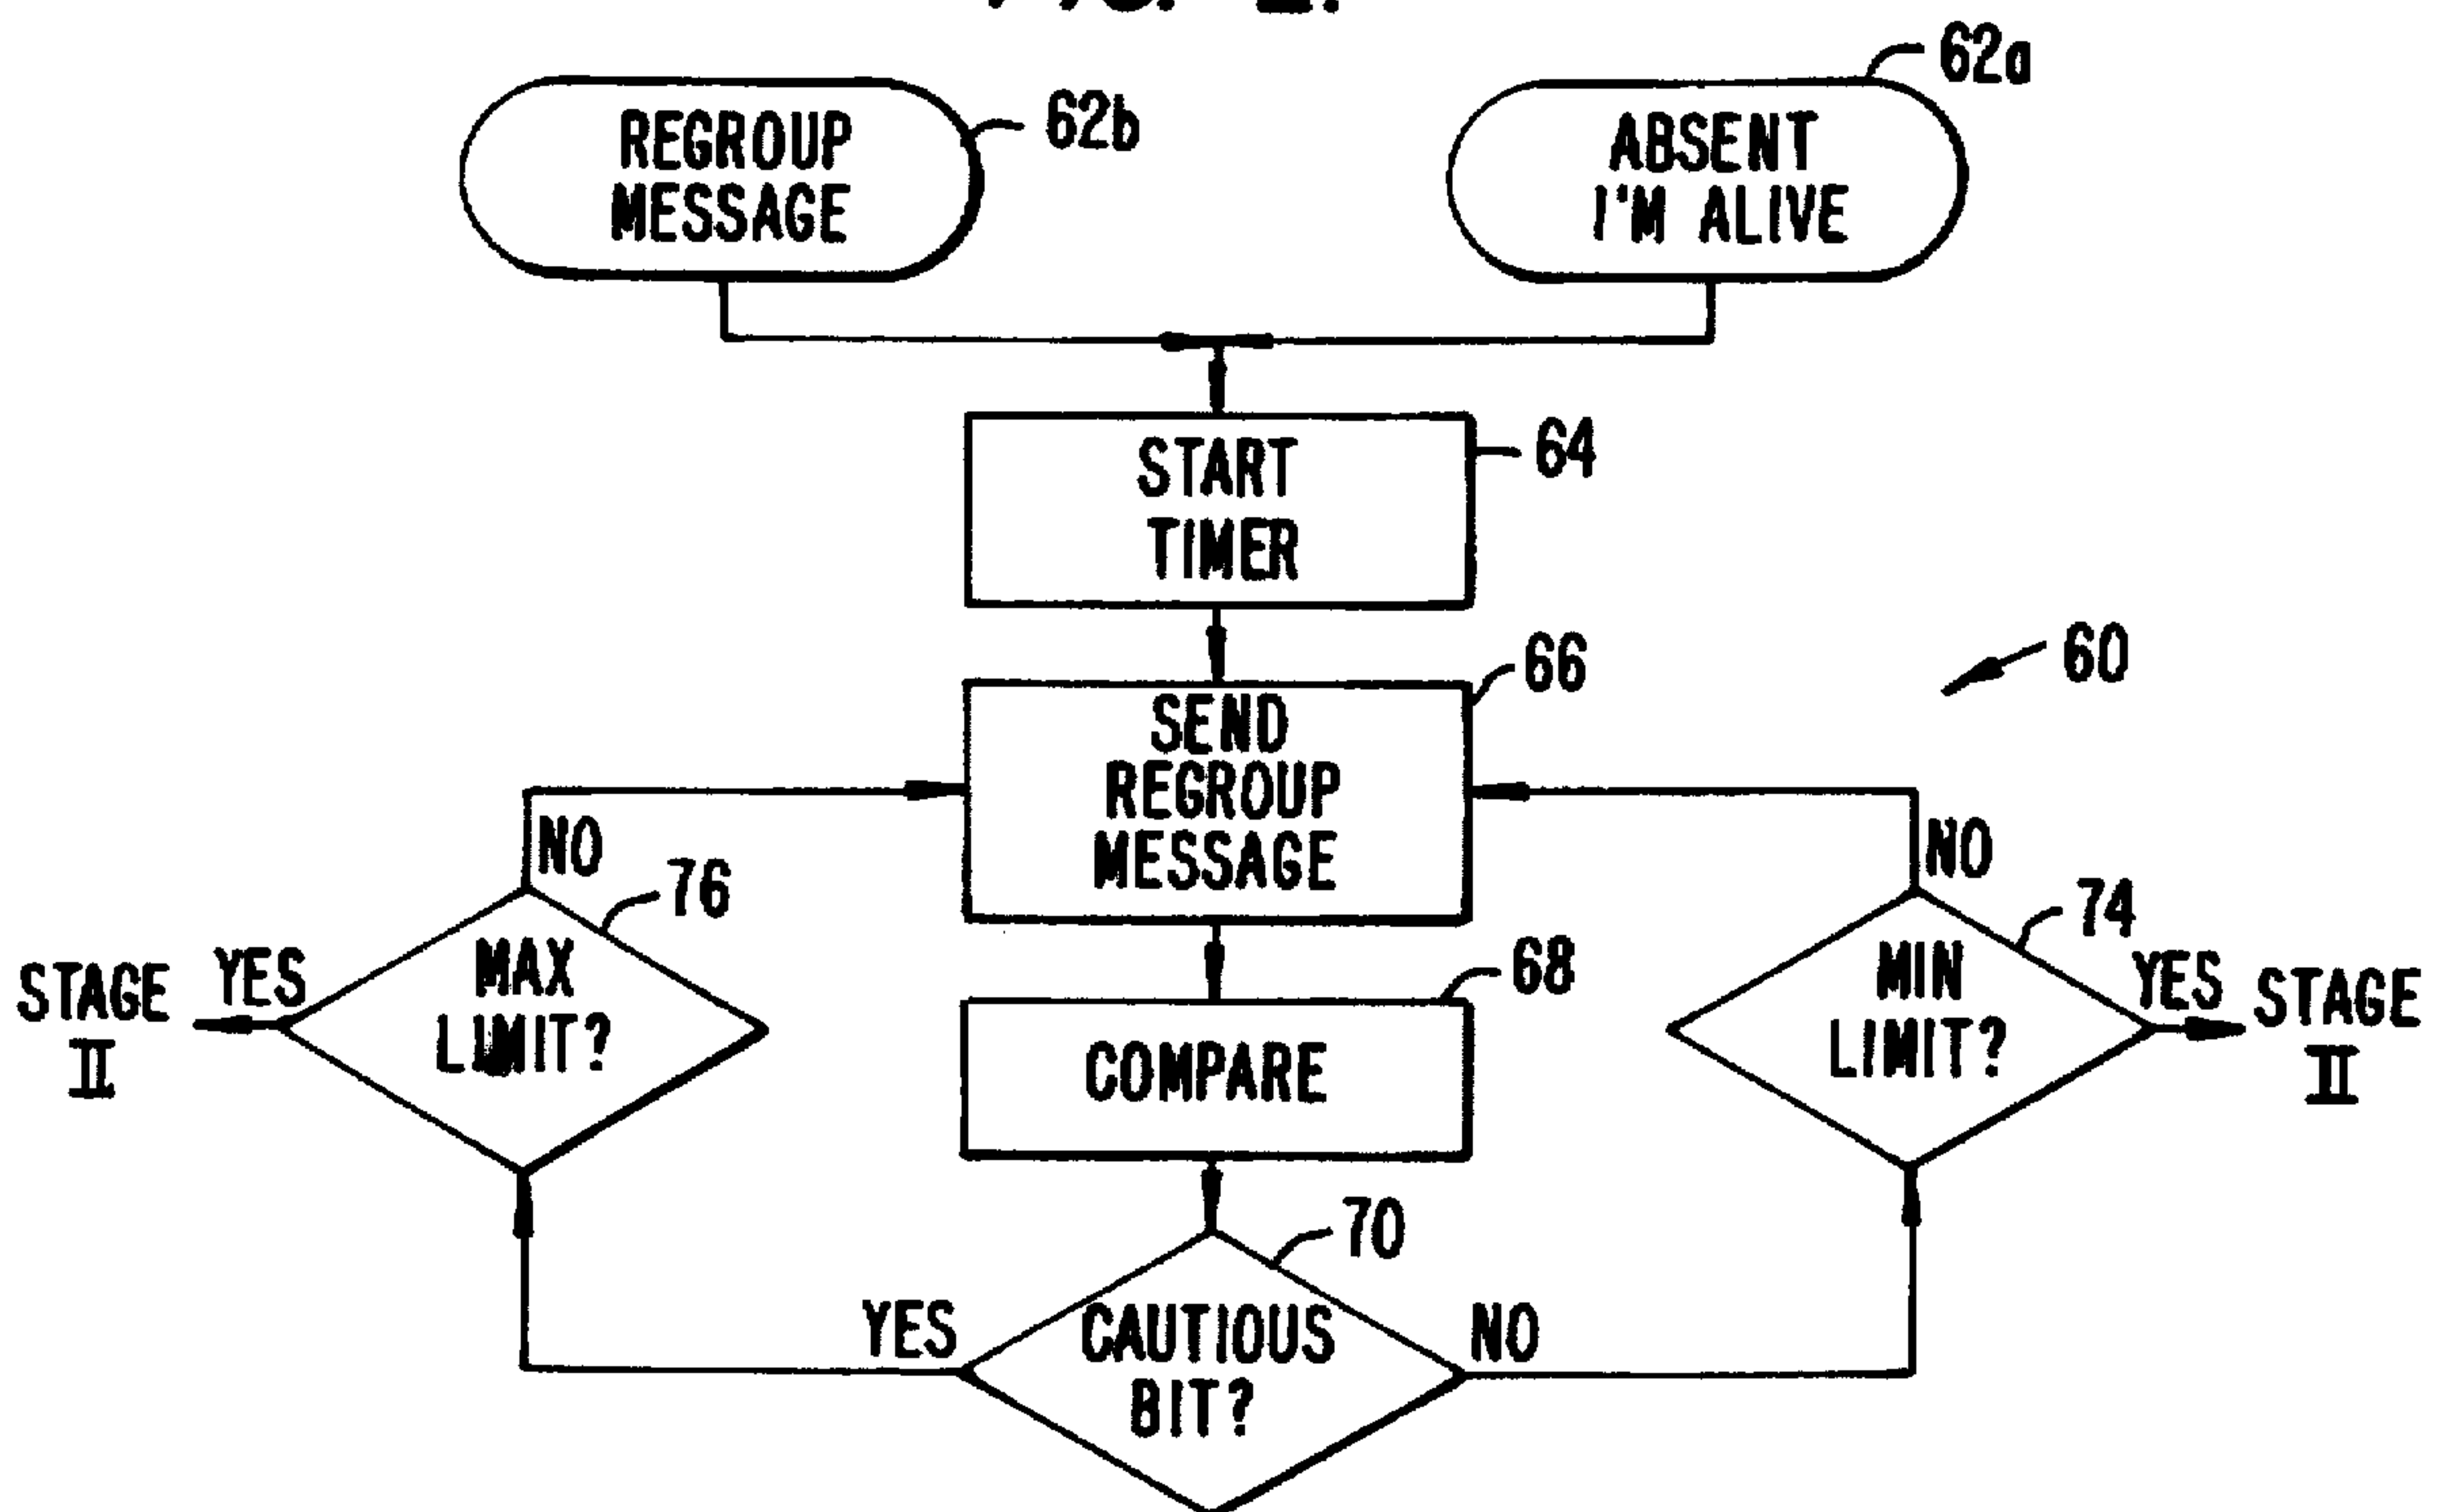 62b
REGROUP
MESSAGE
62a
ABSENT
I'M ALIVE
64
START
TIMER
60
66
SEND
REGROUP
MESSAGE
NO
NO
76
MAX
LIMIT?
YES
STAGE
II
68
COMPARE
74
MIN
LIMIT?
YES
STAGE
II
70
CAUTIOUS
BIT?
YES
NO